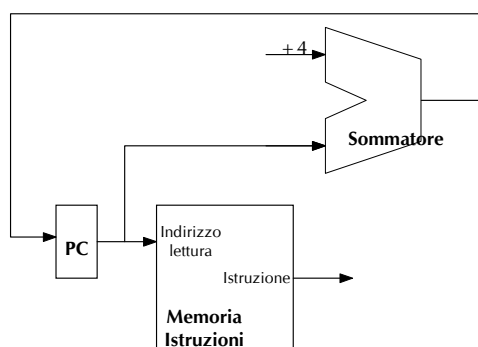 +4
Sommatore
PC
Indirizzo
lettura
Istruzione
Memoria
Istruzioni